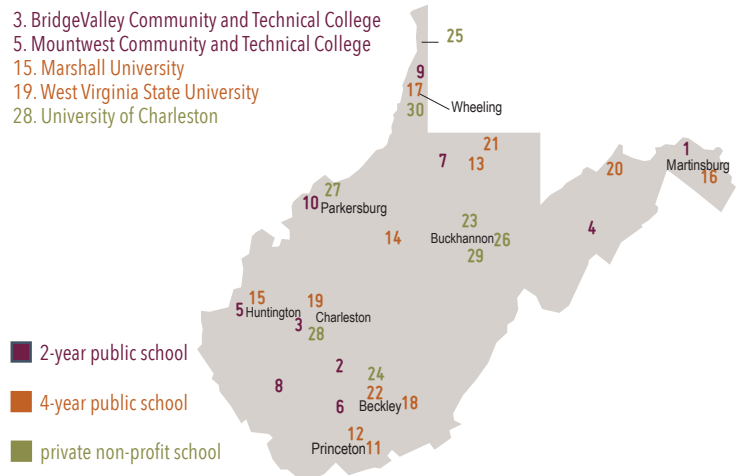 3. BridgeValley Community and Technical College
5. Mountwest Community and Technical College
15. Marshall University
19. West Virginia State University
28. University of Charleston
25
9
17
Wheeling
30
21
7
13
1
Martinsburg
20
16
27
10 Parkersburg
23
14
Buckhannon 26
4
29
15
19
5 Huntington
Charleston
3
28
2-year public school
2
24
8
22
4-year public school
6
Beckley 18
12
Princeton 11
private non-profit school